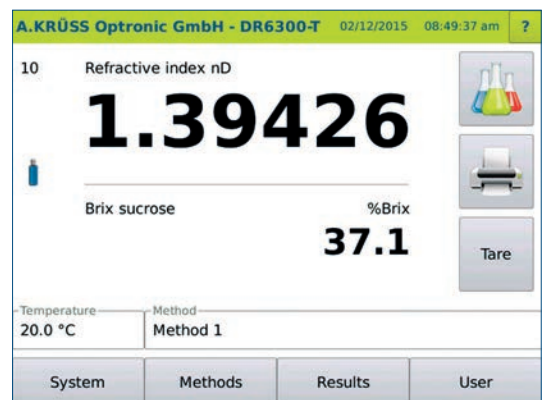 A.KRÜSS Optronic GmbH - DR6300-T 02/12/2015 08:49:37 am ?
10 Refractive index nD
1.39426
Brix sucrose %Brix
37.1
Tare
Temperature Method
20.0 °C Method 1
System Methods Results User